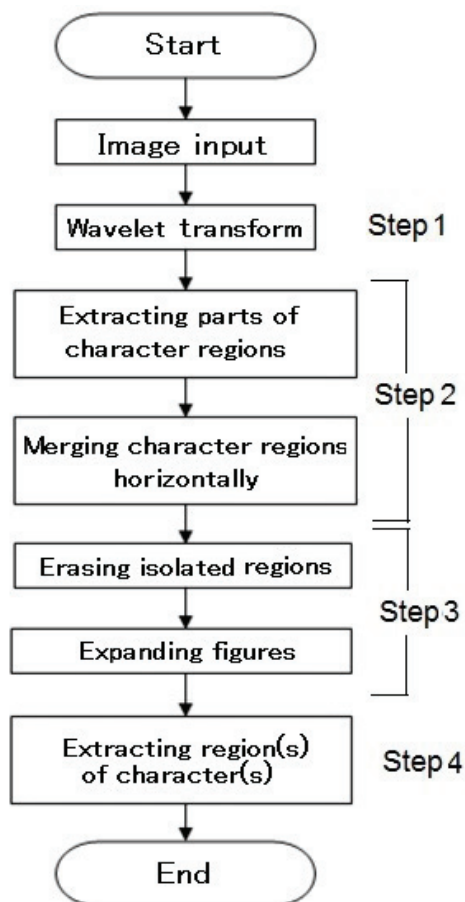 Start
Image input
Wavelet transform
Step 1
Extracting parts of
character regions
Step 2
Merging character regions
horizontally
Erasing isolated regions
Step 3
Expanding figures
Extracting region(s)
of character(s)
Step 4
End